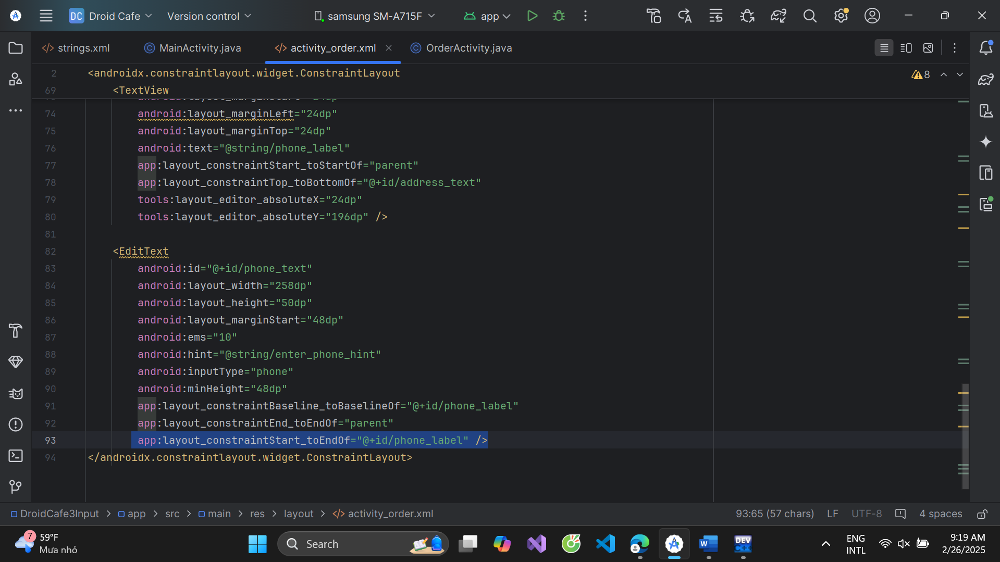 DC Droid Cafe Version control samsung SM-A715F app
strings.xml MainActivity.java activity_order.xml OrderActivity.java
2 <androidx.constraintlayout.widget.ConstraintLayout 8
69 <TextView
74 android:layout_marginLeft="24dp"
75 android:layout_marginTop="24dp"
76 android:text="@string/phone_label"
77 app:layout_constraintStart_toStartOf="parent"
78 app:layout_constraintTop_toBottomOf="@+id/address_text"
79 tools:layout_editor_absoluteX="24dp"
80 tools:layout_editor_absoluteY="196dp" />
81
82 <EditText
83 android:id="@+id/phone_text"
84 android:layout_width="258dp"
85 android:layout_height="50dp"
86 android:layout_marginStart="48dp"
87 android:ems="10"
88 android:hint="@string/enter_phone_hint"
89 android:inputType="phone"
90 android:minHeight="48dp"
91 app:layout_constraintBaseline_toBaselineOf="@+id/phone_label"
92 app:layout_constraintEnd_toEndOf="parent"
93 app:layout_constraintStart_toEndOf="@+id/phone_label" />
94 </androidx.constraintlayout.widget.ConstraintLayout>
DroidCafe3Input > app > src > main > res > layout > activity_order.xml 93:65 (57 chars) LF UTF-8 4 spaces
7 59°F
Mưa nhỏ
Search
W
DEV
C++
ENG
INTL
9:19 AM
2/26/2025